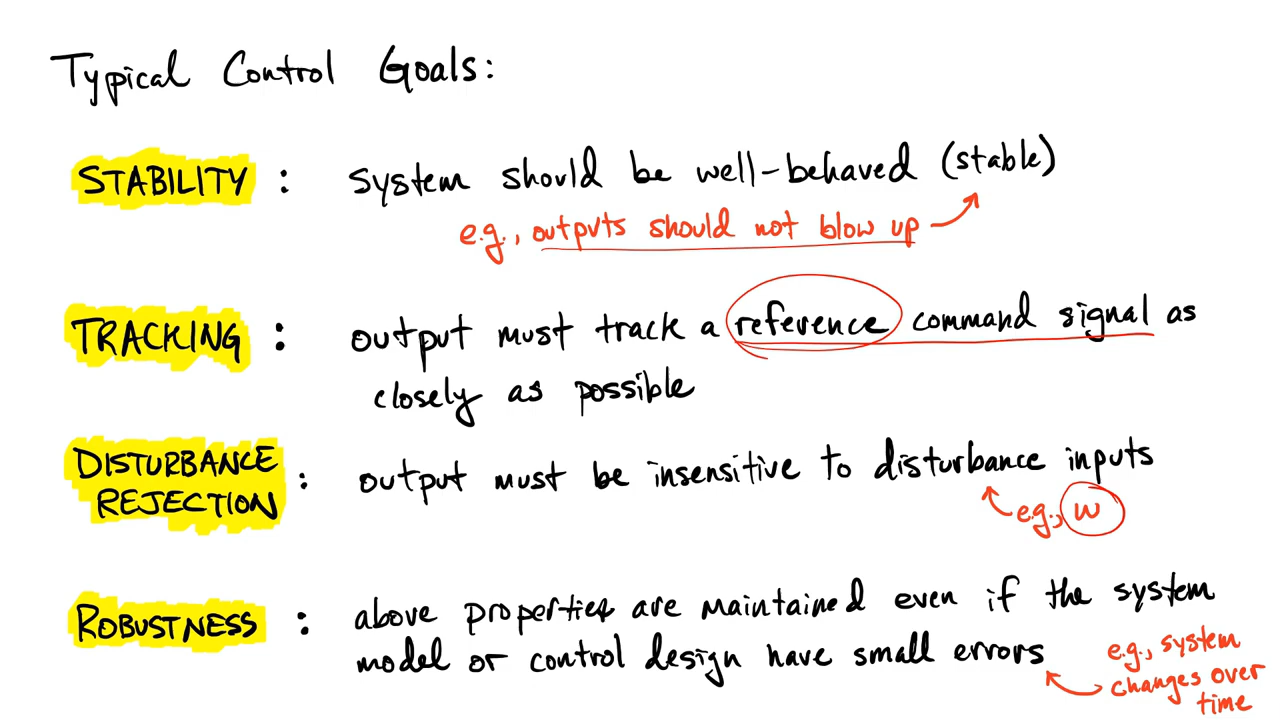 Typical Control Goals:
STABILITY : system should be well-behaved (stable)
e.g., outputs should not blow up
TRACKING : output must track a reference command signal as
closely as possible
DISTURBANCE
REJECTION : output must be insensitive to disturbance inputs
e.g., w
ROBUSTNESS : above properties are maintained even if the system
model or control design have small errors
e.g., system
changes over
time